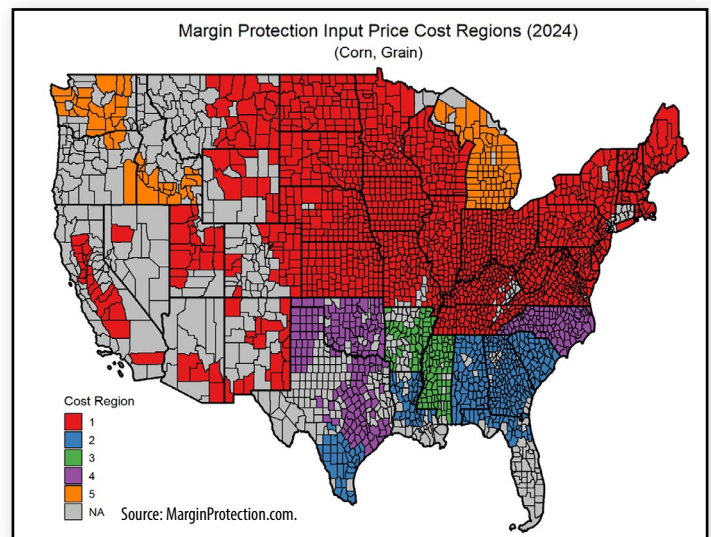 Margin Protection Input Price Cost Regions (2024)
(Corn, Grain)
Cost Region
1
2
3
4
5
NA
Source: MarginProtection.com.